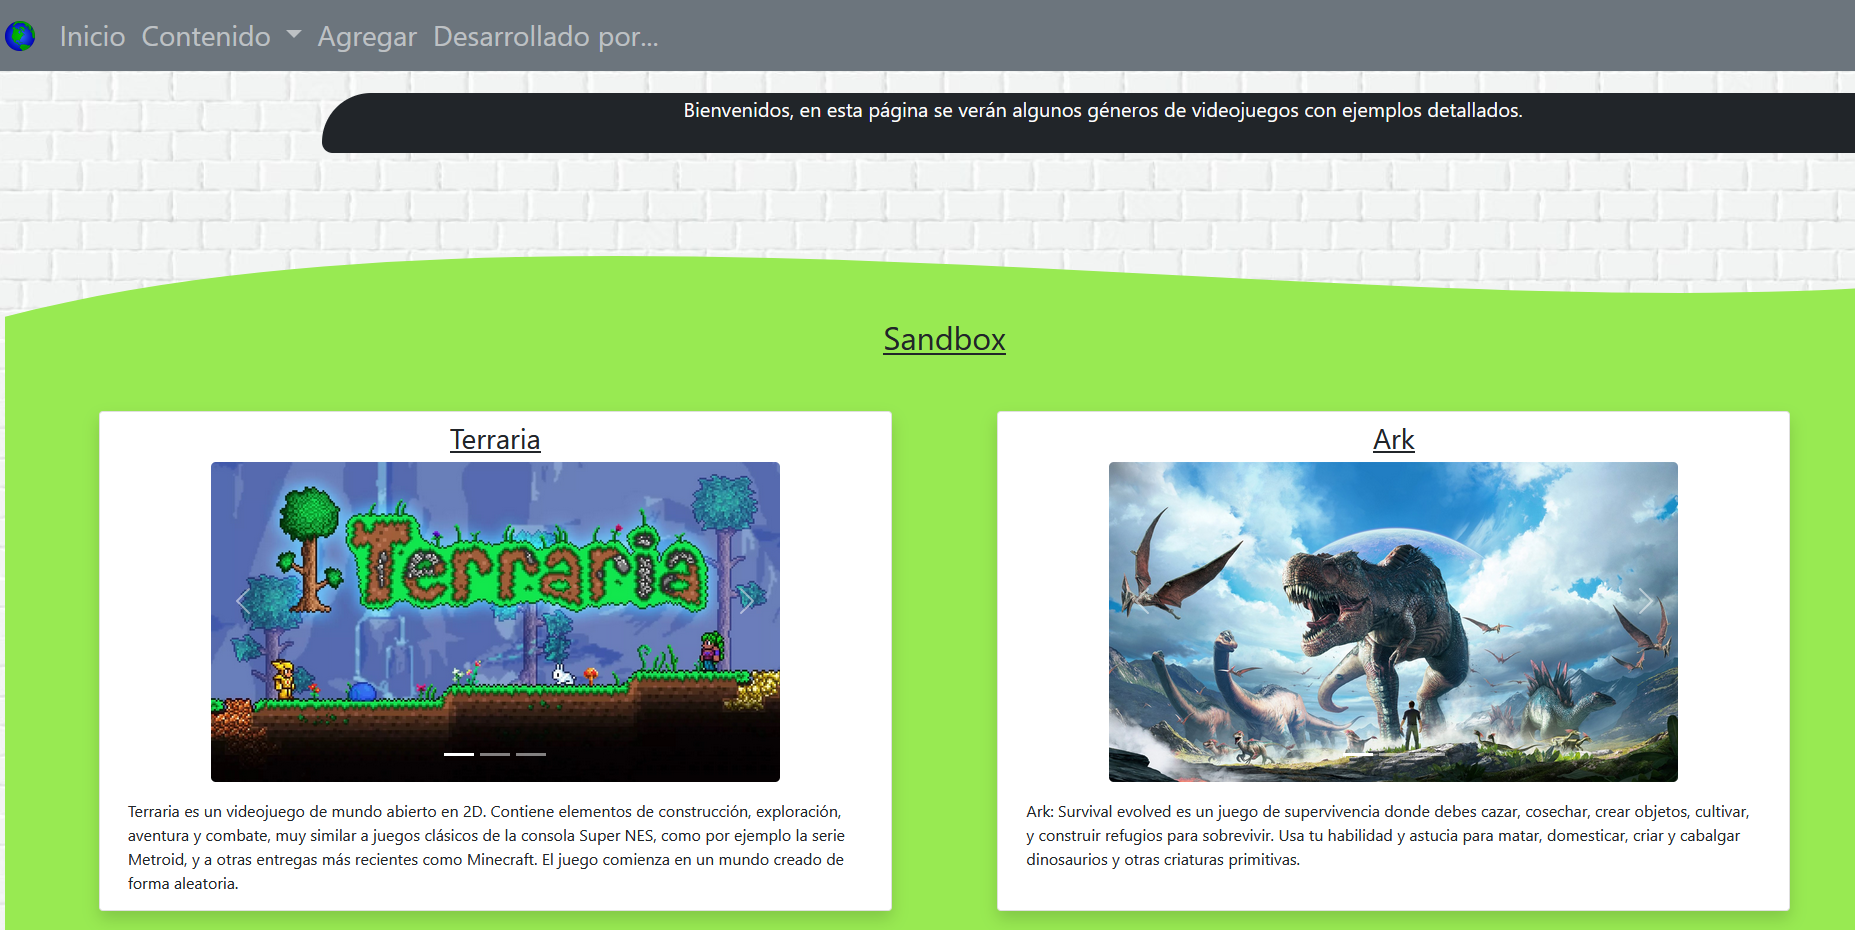 Inicio Contenido Agregar Desarrollado por...
Bienvenidos, en esta página se verán algunos géneros de videojuegos con ejemplos detallados.
Sandbox
Terraria
Terraria
Terraria es un videojuego de mundo abierto en 2D. Contiene elementos de construcción, exploración,
aventura y combate, muy similar a juegos clásicos de la consola Super NES, como por ejemplo la serie
Metroid, y a otras entregas más recientes como Minecraft. El juego comienza en un mundo creado de
forma aleatoria.
Ark
Ark: Survival evolved es un juego de supervivencia donde debes cazar, cosechar, crear objetos, cultivar,
y construir refugios para sobrevivir. Usa tu habilidad y astucia para matar, domesticar, criar y cabalgar
dinosaurios y otras criaturas primitivas.